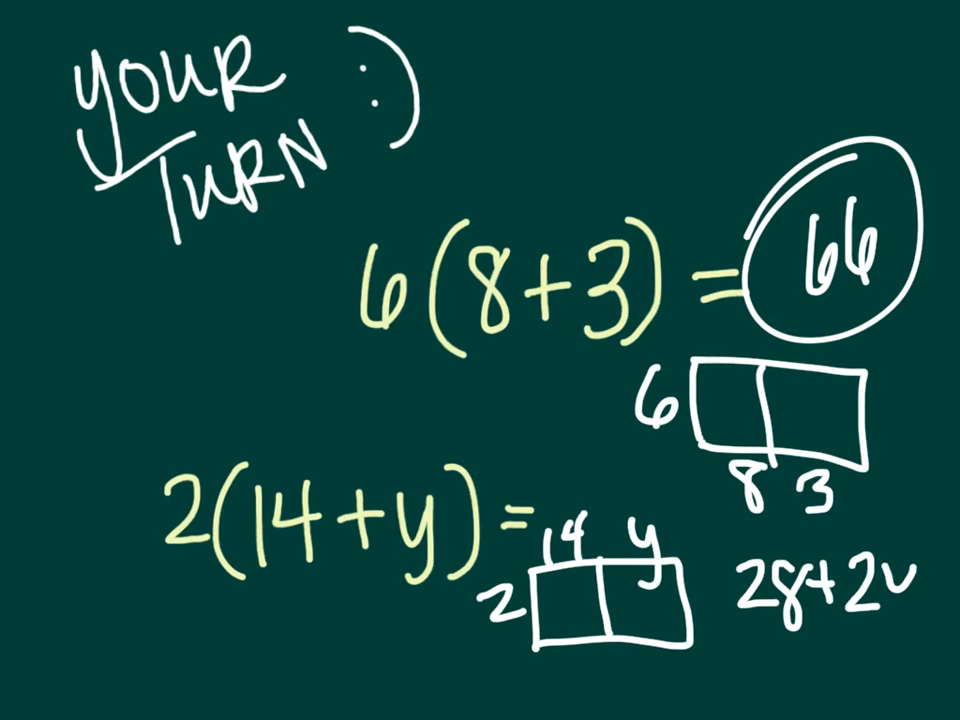 YOUR
TURN :)
6(8+3) = 66
6
8 3
2(14+y) =
14 y
2
28+2v